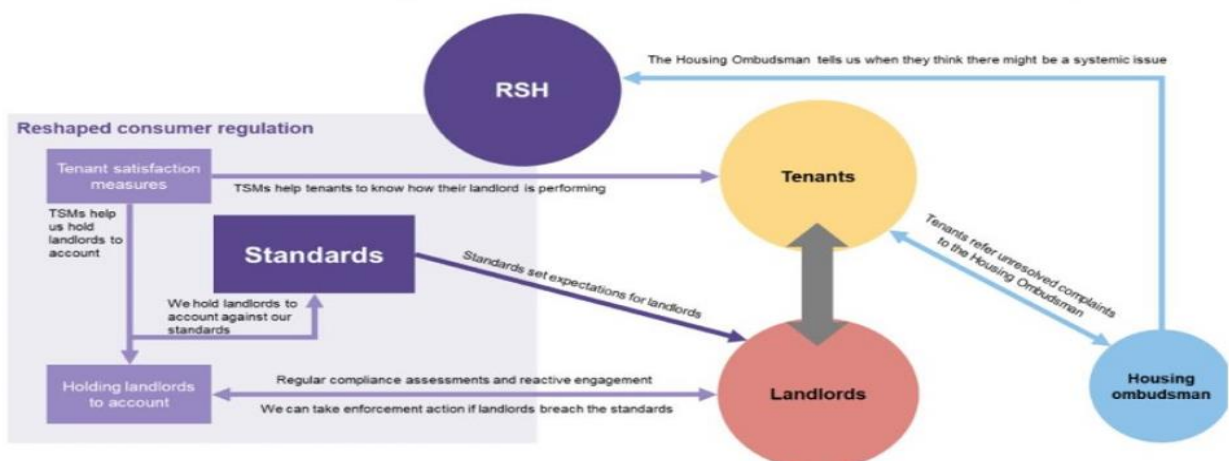 The Housing Ombudsman tells us when they think there might be a systemic issue
RSH
Reshaped consumer regulation
Tenant satisfaction
measures
TSMs help tenants to know how their landlord is performing
Tenants
TSMs help
us hold
landlords to
account
Standards
Standards set expectations for landlords
Tenants refer unresolved complaints
to the Housing Ombudsman
We hold landlords to
account against our
standards
Holding landlords
to account
Regular compliance assessments and reactive engagement
We can take enforcement action if landlords breach the standards
Landlords
Housing
ombudsman